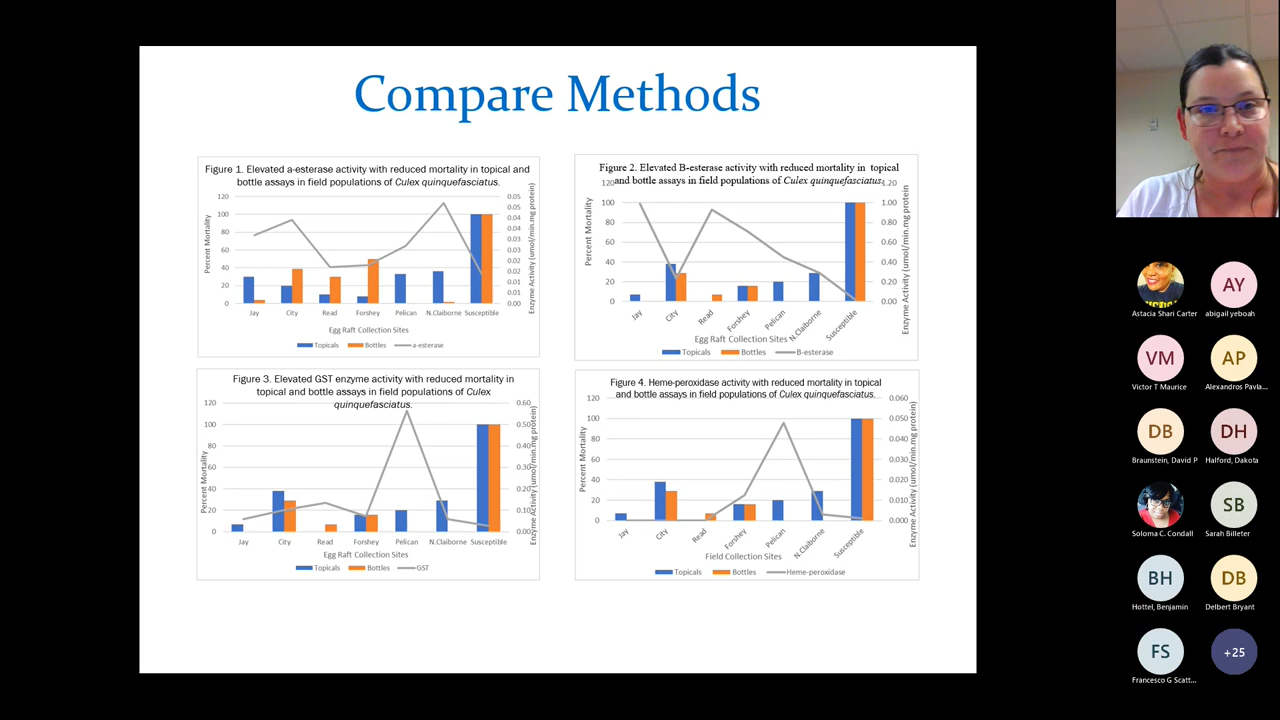 Compare Methods
Figure 1. Elevated a-esterase activity with reduced mortality in topical and
bottle assays in field populations of Culex quinquefasciatus.
120
100
80
60
40
20
0
Percent Mortality
0.05
0.05
0.04
0.04
0.03
0.03
0.02
0.02
0.01
0.01
0.00
Enzyme Activity (umol/min.mg protein)
Jay City Read Forshey Pelican N.Claiborne Susceptible
Egg Raft Collection Sites
Topicals Bottles a-esterase
Figure 2. Elevated B-esterase activity with reduced mortality in topical
and bottle assays in field populations of Culex quinquefasciatus.
120
100
80
60
40
20
0
Percent Mortality
1.20
1.00
0.80
0.60
0.40
0.20
0.00
Enzyme Activity (umol/min.mg protein)
Jay City Read Forshey Pelican N.Claiborne Susceptible
Egg Raft Collection Sites
Topicals Bottles B-esterase
Figure 3. Elevated GST enzyme activity with reduced mortality in
topical and bottle assays in field populations of Culex
quinquefasciatus.
120
100
80
60
40
20
0
Percent Mortality
0.60
0.50
0.40
0.30
0.20
0.10
0.00
Enzyme Activity (umol/min.mg protein)
Jay City Read Forshey Pelican N.Claiborne Susceptible
Egg Raft Collection Sites
Topicals Bottles GST
Figure 4. Heme-peroxidase activity with reduced mortality in topical
and bottle assays in field populations of Culex quinquefasciatus.
120
100
80
60
40
20
0
Percent Mortality
0.060
0.050
0.040
0.030
0.020
0.010
0.000
Enzyme Activity (umol/min.mg protein)
Jay City Read Forshey Pelican N.Claiborne Susceptible
Field Collection Sites
Topicals Bottles Heme-peroxidase
AY
Astacia Shari Carter
abigail yeboah
VM
AP
Victor T Maurice
Alexandros Pavla...
DB
DH
Braunstein, David P
Halford, Dakota
SB
Soloma C. Condall
Sarah Billeter
BH
DB
Hottel, Benjamin
Delbert Bryant
FS
+25
Francesco G Scatt...